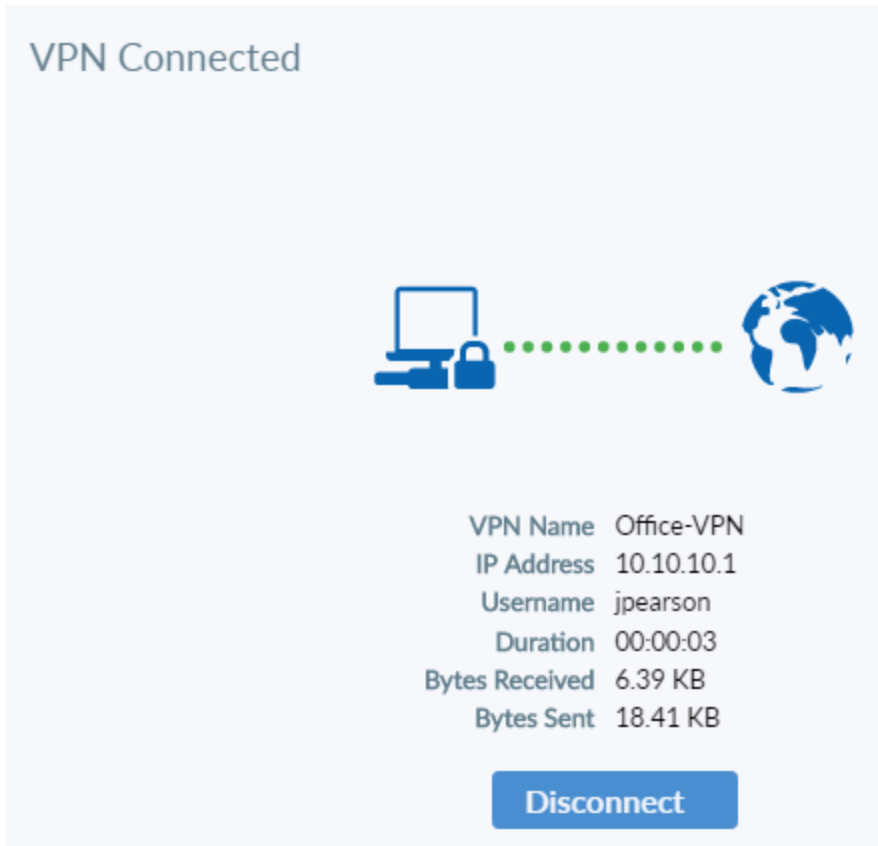 VPN Connected
VPN Name Office-VPN
IP Address 10.10.10.1
Username jpearson
Duration 00:00:03
Bytes Received 6.39 KB
Bytes Sent 18.41 KB
Disconnect